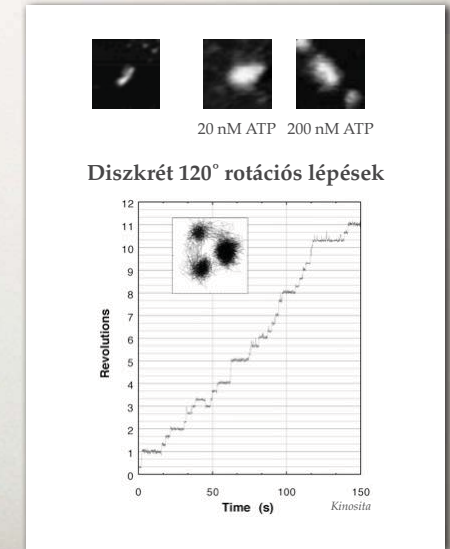 20 nM ATP 200 nM ATP
Diszkrét 120° rotációs lépések
12
11
10
9
8
7
6
5
4
3
2
1
0
Revolutions
0 50 100 150
Time (s)
Kinosita